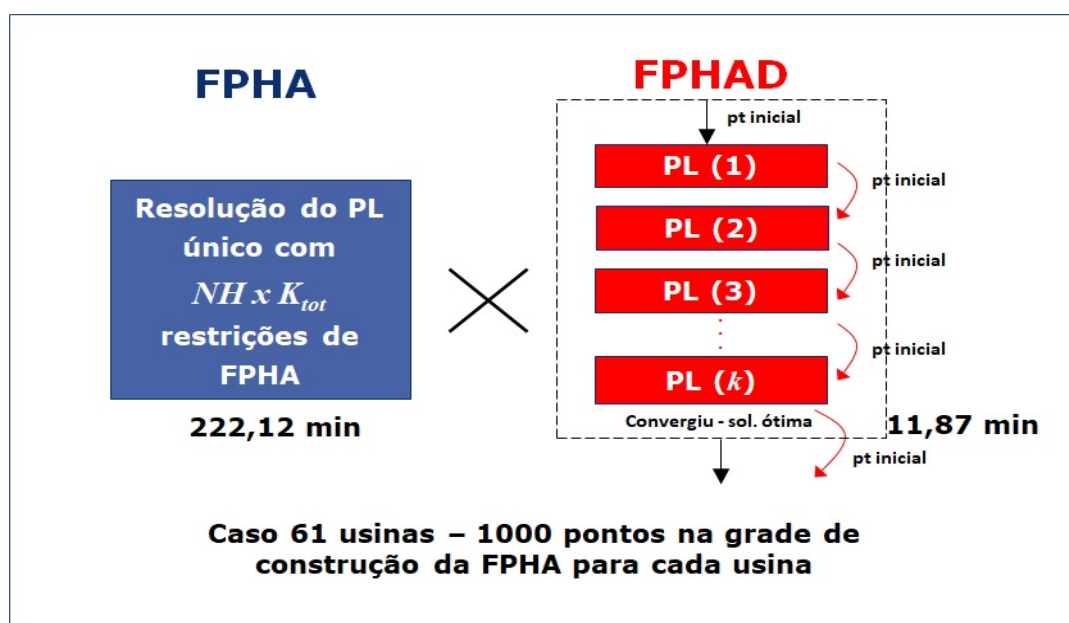 FPHA
Resolução do PL
único com
NH x Ktot
restrições de
FPHA
222,12 min
FPHAD
pt inicial
PL (1)
pt inicial
PL (2)
pt inicial
PL (3)
pt inicial
PL (k)
Convergiu - sol. ótima
11,87 min
pt inicial
Caso 61 usinas – 1000 pontos na grade de
construção da FPHA para cada usina